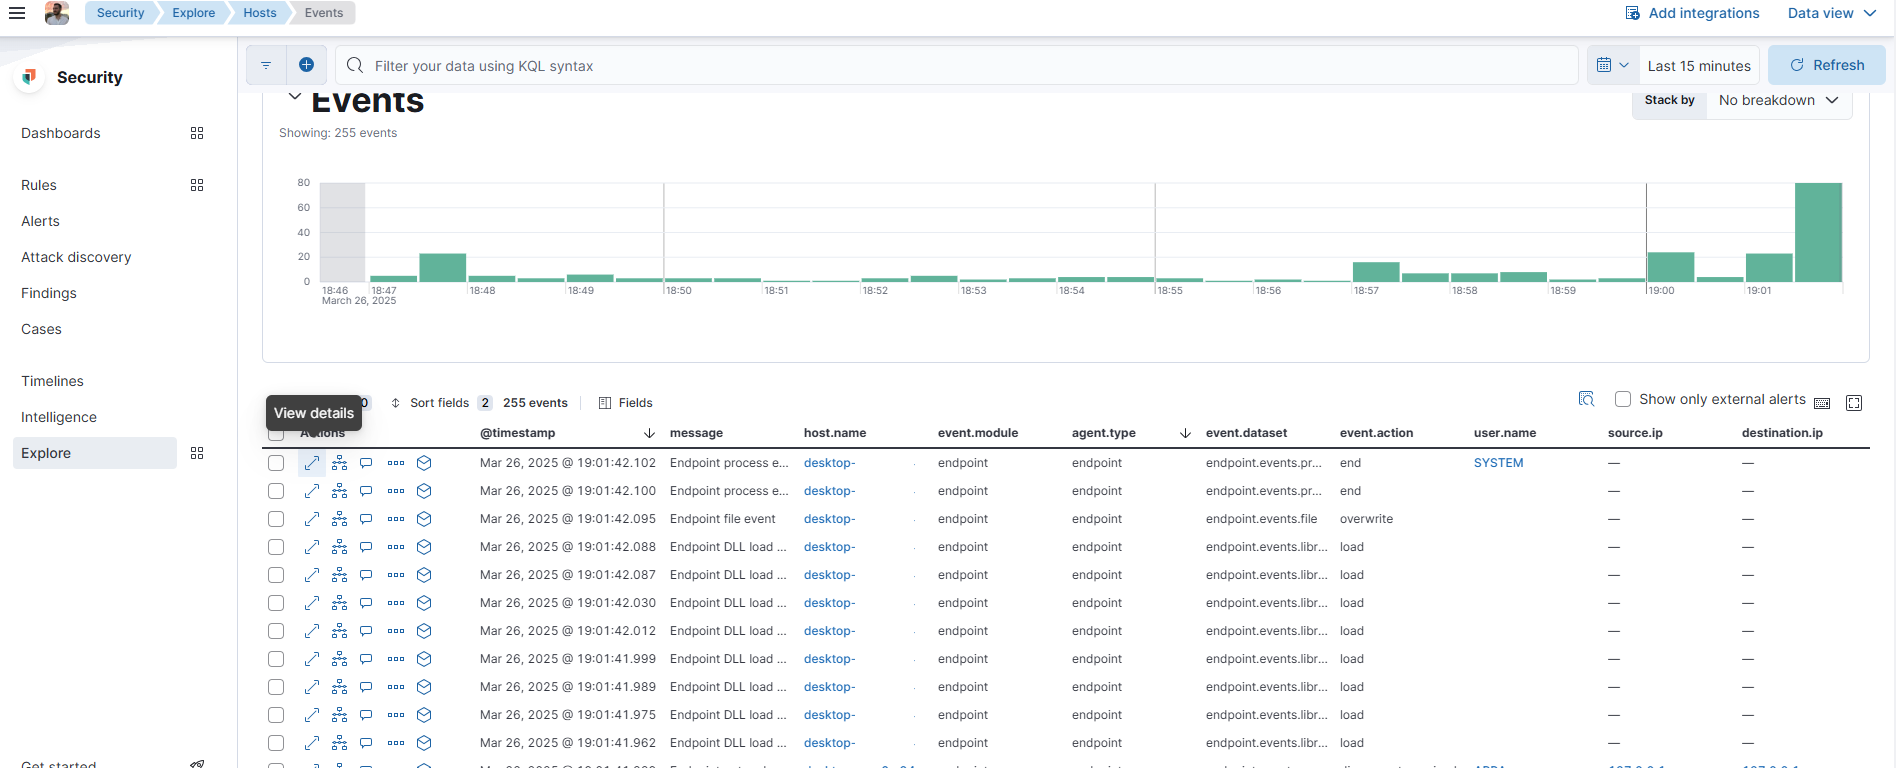 Security Explore Hosts Events Add integrations Data view
Security
Filter your data using KQL syntax Last 15 minutes Refresh
Dashboards
Rules
Alerts
Attack discovery
Findings
Cases
Timelines
Intelligence
Explore
Get started
Events
Showing: 255 events
Stack by No breakdown
80
60
40
20
0
18:46 18:47 18:48 18:49 18:50 18:51 18:52 18:53 18:54 18:55 18:56 18:57 18:58 18:59 19:00 19:01
March 26, 2025
View details
0 Sort fields 2 255 events Fields Show only external alerts
Actions @timestamp message host.name event.module agent.type event.dataset event.action user.name source.ip destination.ip
Mar 26, 2025 @ 19:01:42.102 Endpoint process e... desktop- endpoint endpoint endpoint.events.pr... end SYSTEM — —
Mar 26, 2025 @ 19:01:42.100 Endpoint process e... desktop- endpoint endpoint endpoint.events.pr... end — —
Mar 26, 2025 @ 19:01:42.095 Endpoint file event desktop- endpoint endpoint endpoint.events.file overwrite — —
Mar 26, 2025 @ 19:01:42.088 Endpoint DLL load ... desktop- endpoint endpoint endpoint.events.libr... load — —
Mar 26, 2025 @ 19:01:42.087 Endpoint DLL load ... desktop- endpoint endpoint endpoint.events.libr... load — —
Mar 26, 2025 @ 19:01:42.030 Endpoint DLL load ... desktop- endpoint endpoint endpoint.events.libr... load — —
Mar 26, 2025 @ 19:01:42.012 Endpoint DLL load ... desktop- endpoint endpoint endpoint.events.libr... load — —
Mar 26, 2025 @ 19:01:41.999 Endpoint DLL load ... desktop- endpoint endpoint endpoint.events.libr... load — —
Mar 26, 2025 @ 19:01:41.989 Endpoint DLL load ... desktop- endpoint endpoint endpoint.events.libr... load — —
Mar 26, 2025 @ 19:01:41.975 Endpoint DLL load ... desktop- endpoint endpoint endpoint.events.libr... load — —
Mar 26, 2025 @ 19:01:41.962 Endpoint DLL load ... desktop- endpoint endpoint endpoint.events.libr... load — —